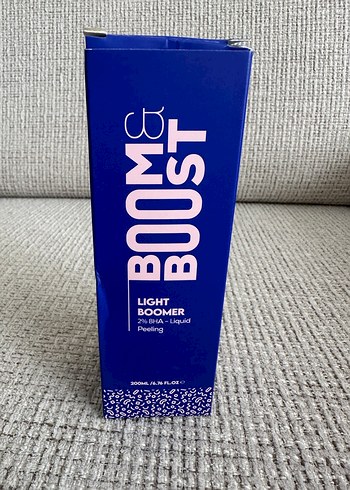 BOOM&
BOOST
LIGHT
BOOMER
2% BHA - Liquid
Peeling
200ML /6.76 FL.OZ ℮